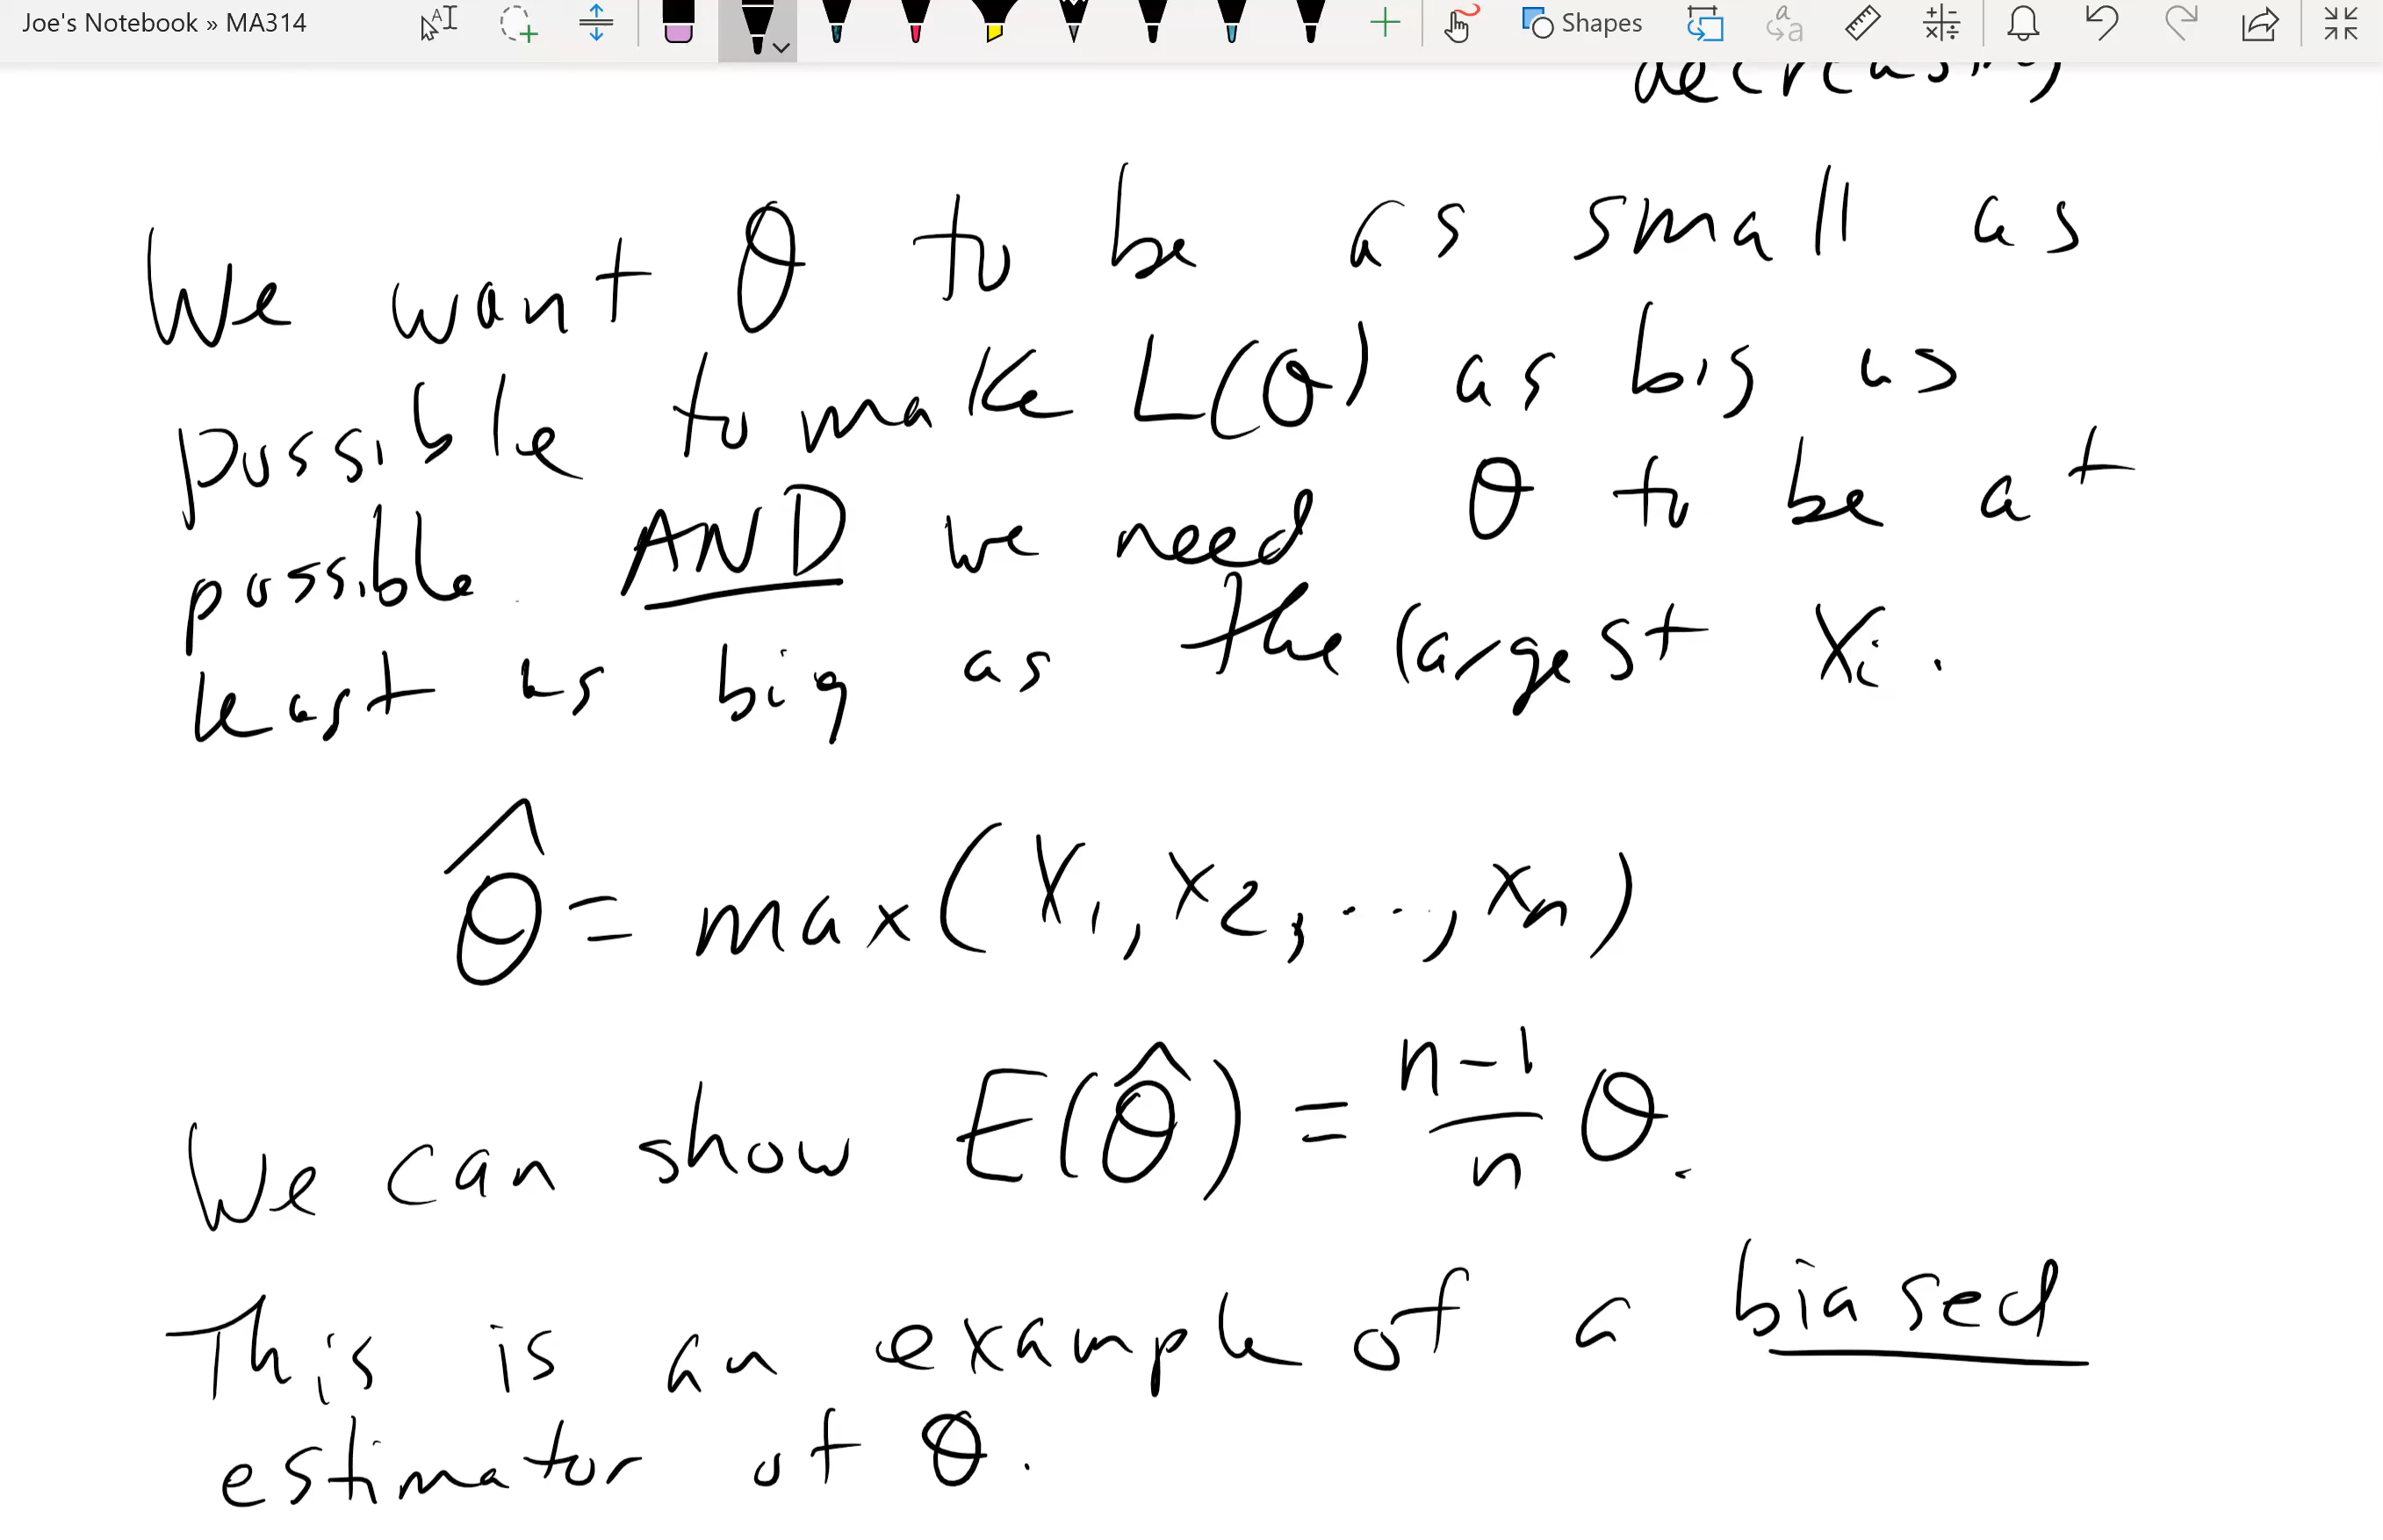 Joe's Notebook » MA314
Shapes
decreasing
We want θ to be as small as
possible to make L(θ) as big as
possible. AND we need θ to be at
least as big as the largest Xi.
θ̂ = max(X1, X2, ..., Xn)
We can show E(θ̂) = n-1/n θ.
This is an example of a biased
estimator of θ.